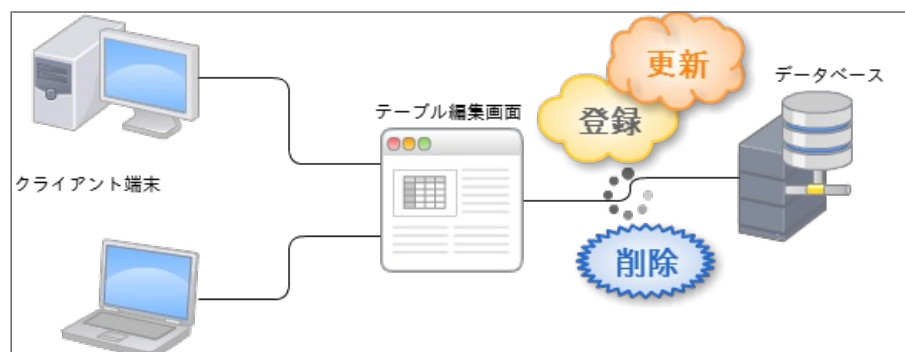 更新
データベース
テーブル編集画面
登録
クライアント端末
削除